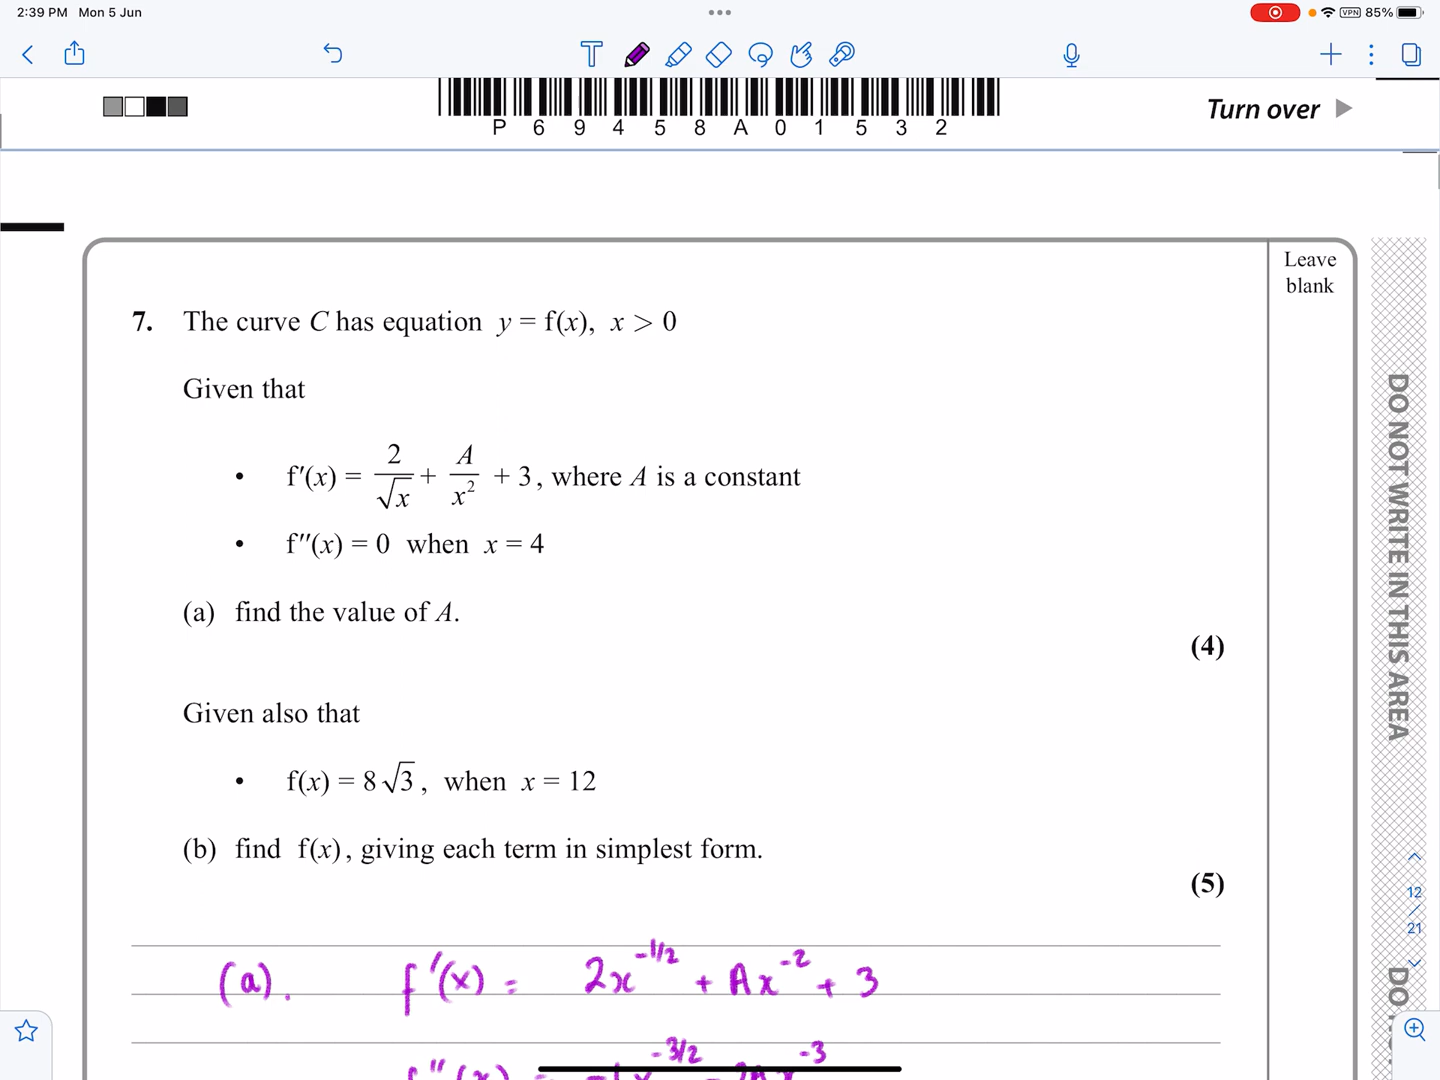 2:39 PM Mon 5 Jun
VPN 85%
T
P 6 9 4 5 8 A 0 1 5 3 2
Turn over
Leave
blank
7. The curve C has equation y = f(x), x > 0
Given that
• f′(x) = 2/√x + A/x² + 3, where A is a constant
• f″(x) = 0 when x = 4
(a) find the value of A.
(4)
Given also that
• f(x) = 8√3, when x = 12
(b) find f(x), giving each term in simplest form.
(5)
DO NOT WRITE IN THIS AREA
12
/
21
(a). f′(x) = 2x^(-1/2) + Ax^(-2) + 3
DO